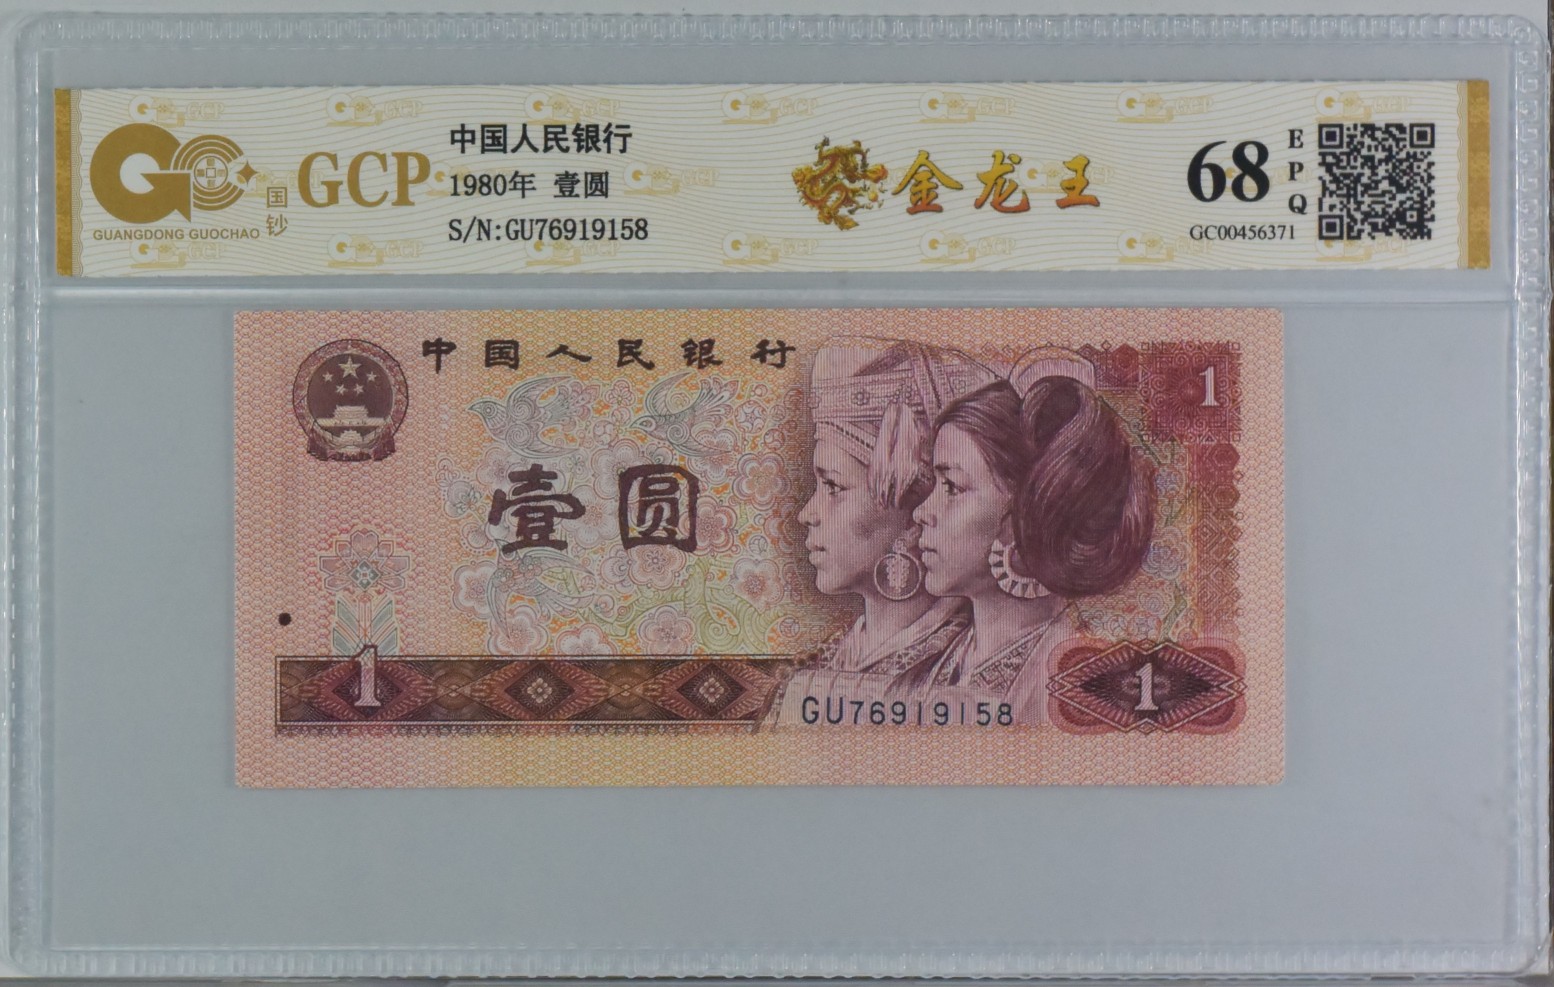 GUANGDONG GUOCHAO
国钞
GCP
中国人民银行
1980年 壹圆
S/N:GU76919158
金龙王
68
EPQ
GC00456371
中国人民银行
1
壹圆
1
GU76919158
1